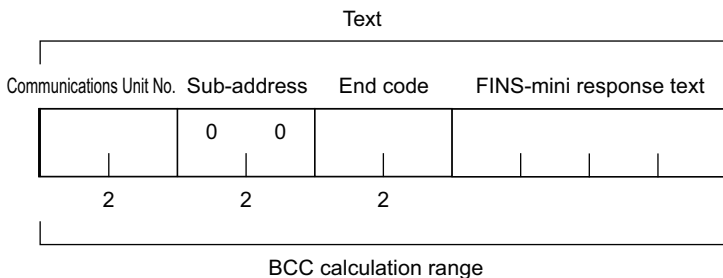 Text
Communications Unit No. Sub-address End code FINS-mini response text
0 0
2 2 2
BCC calculation range